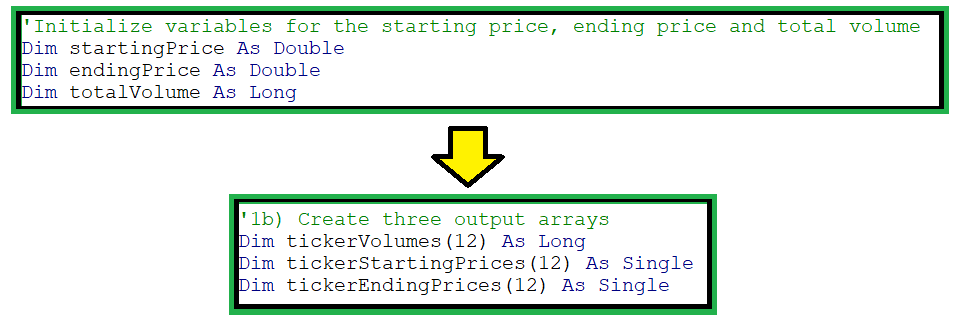 'Initialize variables for the starting price, ending price and total volume
Dim startingPrice As Double
Dim endingPrice As Double
Dim totalVolume As Long
'1b) Create three output arrays
Dim tickerVolumes(12) As Long
Dim tickerStartingPrices(12) As Single
Dim tickerEndingPrices(12) As Single